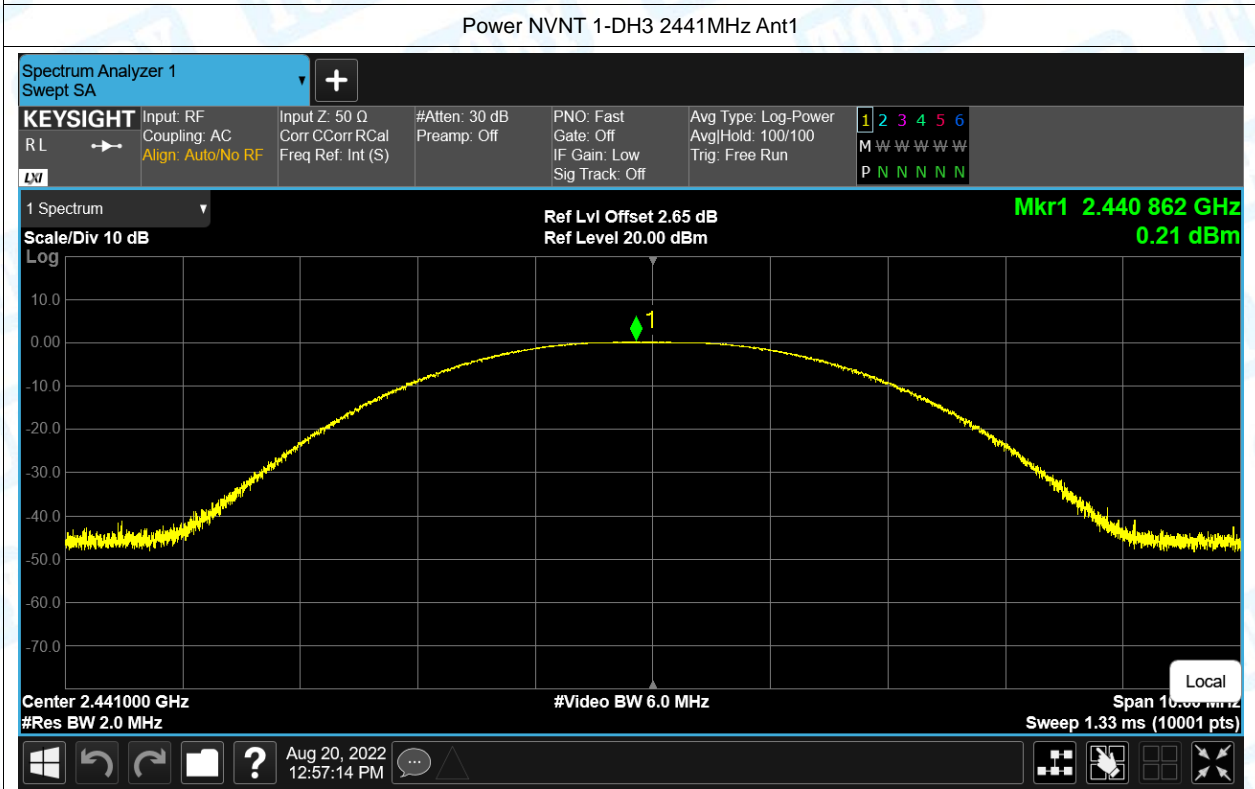 Power NVNT 1-DH3 2441MHz Ant1
Spectrum Analyzer 1
Swept SA
KEYSIGHT
R L
LXI
Input: RF
Coupling: AC
Align: Auto/No RF
Input Z: 50 Ω
Corr CCorr RCal
Freq Ref: Int (S)
#Atten: 30 dB
Preamp: Off
PNO: Fast
Gate: Off
IF Gain: Low
Sig Track: Off
Avg Type: Log-Power
Avg|Hold: 100/100
Trig: Free Run
1 2 3 4 5 6
M W W W W W
P N N N N N
1 Spectrum
Scale/Div 10 dB
Ref Lvl Offset 2.65 dB
Ref Level 20.00 dBm
Mkr1 2.440 862 GHz
0.21 dBm
Log
10.0
0.00
-10.0
-20.0
-30.0
-40.0
-50.0
-60.0
-70.0
1
Center 2.441000 GHz
#Res BW 2.0 MHz
#Video BW 6.0 MHz
Local
Span 10.00 MHz
Sweep 1.33 ms (10001 pts)
?
Aug 20, 2022
12:57:14 PM